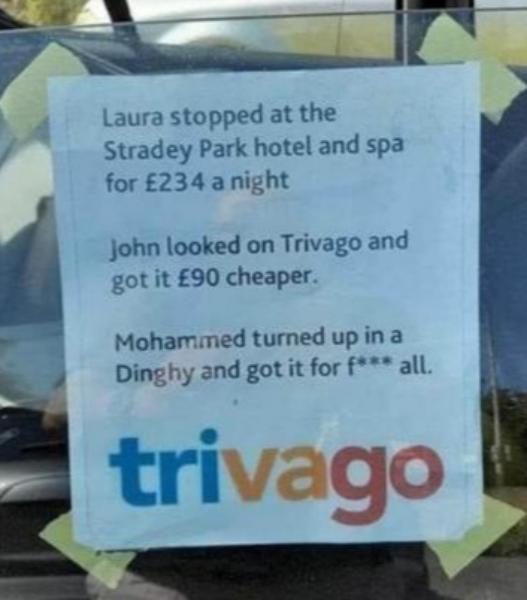 Laura stopped at the
Stradey Park hotel and spa
for £234 a night
John looked on Trivago and
got it £90 cheaper.
Mohammed turned up in a
Dinghy and got it for f*** all.
trivago